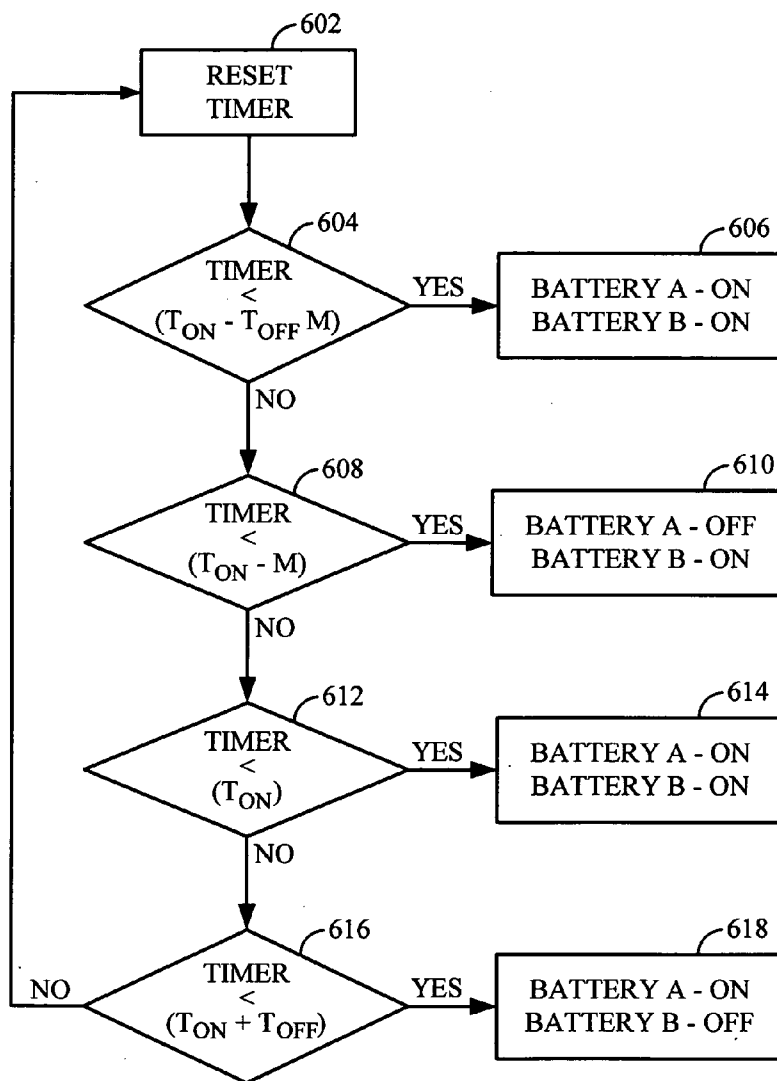 602
RESET
TIMER
604
TIMER
<
(T_ON - T_OFF M)
YES
606
BATTERY A - ON
BATTERY B - ON
NO
608
TIMER
<
(T_ON - M)
YES
610
BATTERY A - OFF
BATTERY B - ON
NO
612
TIMER
<
(T_ON)
YES
614
BATTERY A - ON
BATTERY B - ON
NO
616
TIMER
<
(T_ON + T_OFF)
NO
YES
618
BATTERY A - ON
BATTERY B - OFF